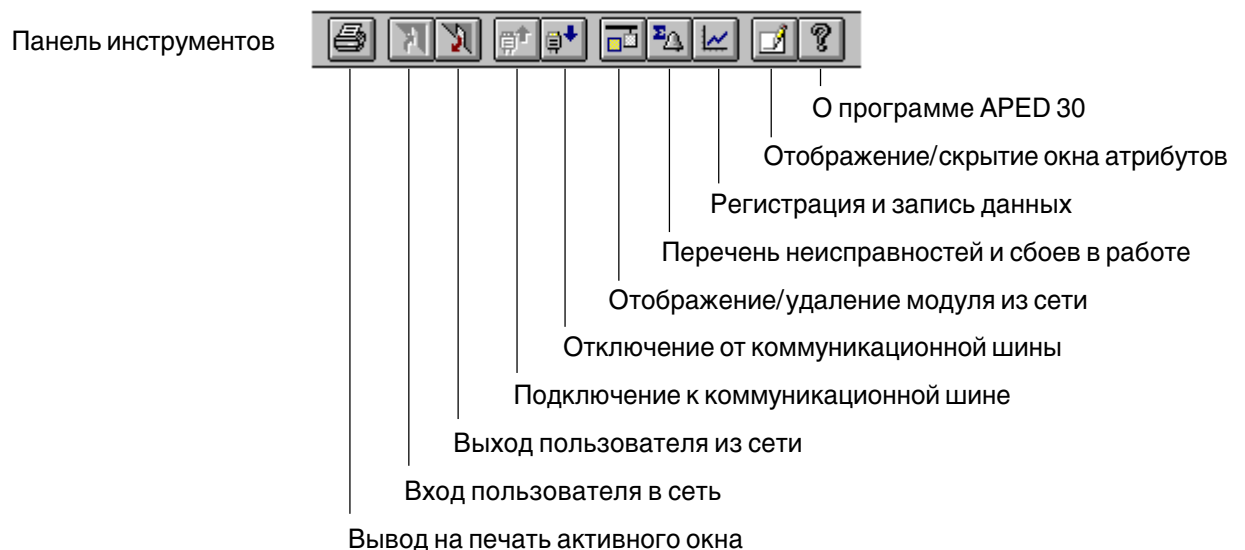 Панель инструментов
О программе APED 30
Отображение/скрытие окна атрибутов
Регистрация и запись данных
Перечень неисправностей и сбоев в работе
Отображение/удаление модуля из сети
Отключение от коммуникационной шины
Подключение к коммуникационной шине
Выход пользователя из сети
Вход пользователя в сеть
Вывод на печать активного окна